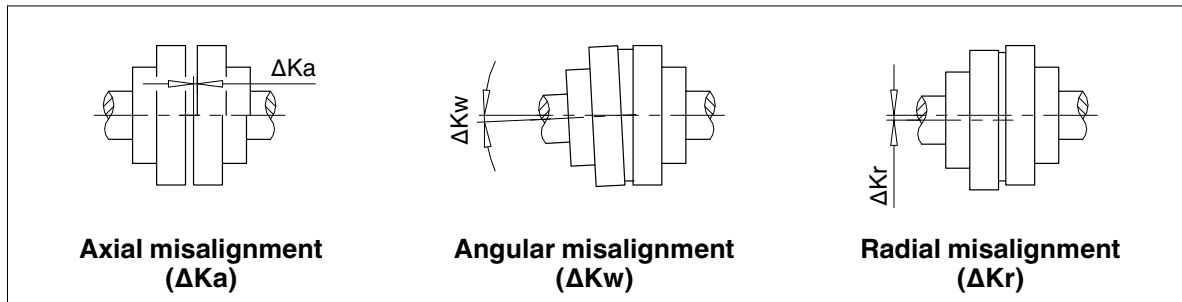 ΔKa
ΔKw
ΔKr
Axial misalignment
(ΔKa)
Angular misalignment
(ΔKw)
Radial misalignment
(ΔKr)